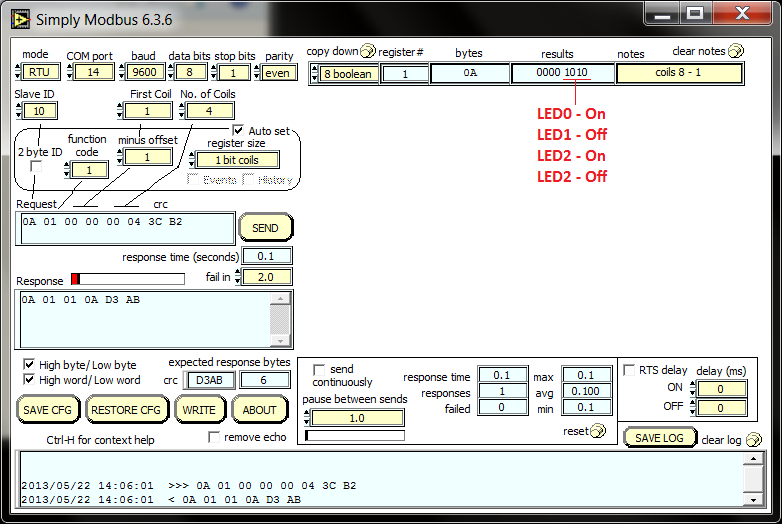 Simply Modbus 6.3.6
mode COM port baud data bits stop bits parity
RTU 14 9600 8 1 even
copy down register # bytes results notes clear notes
8 boolean 1 0A 0000 1010 coils 8 - 1
Slave ID First Coil No. of Coils
10 1 4
LED0 - On
LED1 - Off
LED2 - On
LED2 - Off
Auto set
2 byte ID function code minus offset register size
1 1 1 bit coils
Events History
Request crc
0A 01 00 00 00 04 3C B2
SEND
response time (seconds) 0.1
Response fail in 2.0
0A 01 01 0A D3 AB
High byte/Low byte expected response bytes
High word/Low word crc D3AB 6
SAVE CFG RESTORE CFG WRITE ABOUT
Ctrl-H for context help remove echo
send continuously
pause between sends
1.0
response time 0.1 max 0.1
responses 1 avg 0.100
failed 0 min 0.1
reset
RTS delay delay (ms)
ON 0
OFF 0
SAVE LOG clear log
2013/05/22 14:06:01 >>> 0A 01 00 00 00 04 3C B2
2013/05/22 14:06:01 < 0A 01 01 0A D3 AB